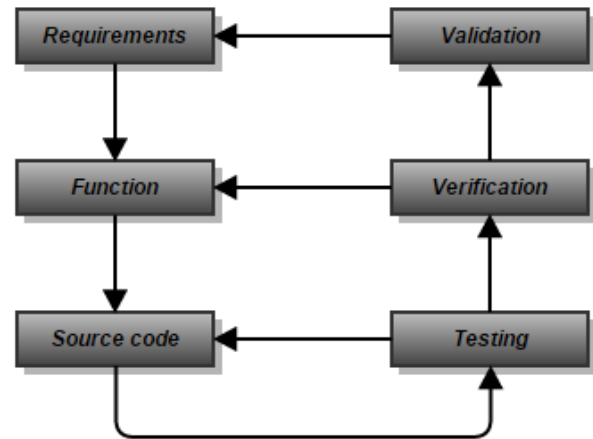 Requirements
Validation
Function
Verification
Source code
Testing